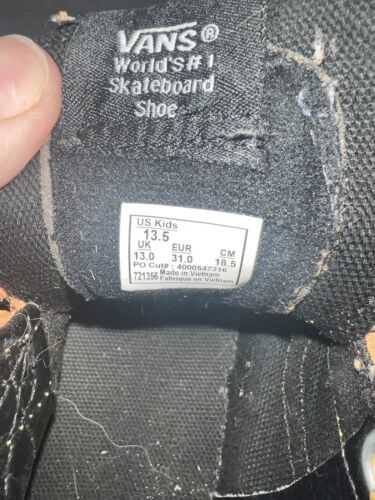 VANS®
World's #1
Skateboard
Shoe
US Kids
13.5
UK EUR CM
13.0 31.0 18.5
PO Cut# : 4000547316
721356 Made in Vietnam
Fabrique en Vietnam